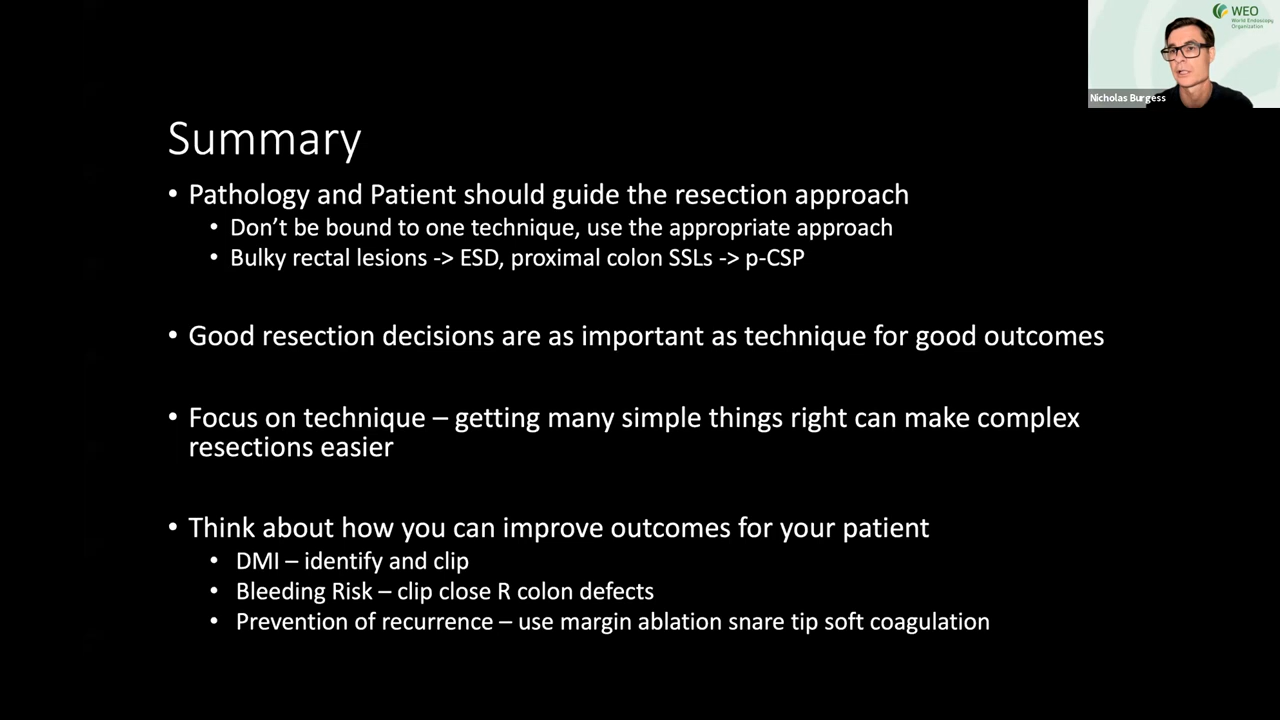 WEO
World Endoscopy
Organization
Nicholas Burgess
Summary
• Pathology and Patient should guide the resection approach
• Don’t be bound to one technique, use the appropriate approach
• Bulky rectal lesions -> ESD, proximal colon SSLs -> p-CSP
• Good resection decisions are as important as technique for good outcomes
• Focus on technique – getting many simple things right can make complex
resections easier
• Think about how you can improve outcomes for your patient
• DMI – identify and clip
• Bleeding Risk – clip close R colon defects
• Prevention of recurrence – use margin ablation snare tip soft coagulation